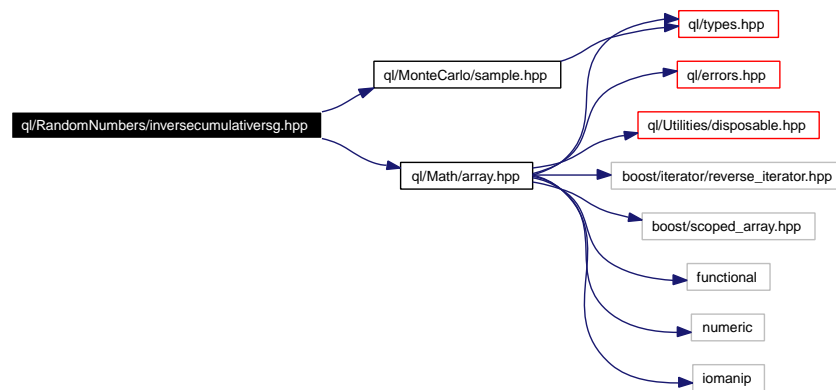 ql/types.hpp
ql/MonteCarlo/sample.hpp
ql/errors.hpp
ql/RandomNumbers/inversecumulativersg.hpp
ql/Utilities/disposable.hpp
ql/Math/array.hpp
boost/iterator/reverse_iterator.hpp
boost/scoped_array.hpp
functional
numeric
iomanip